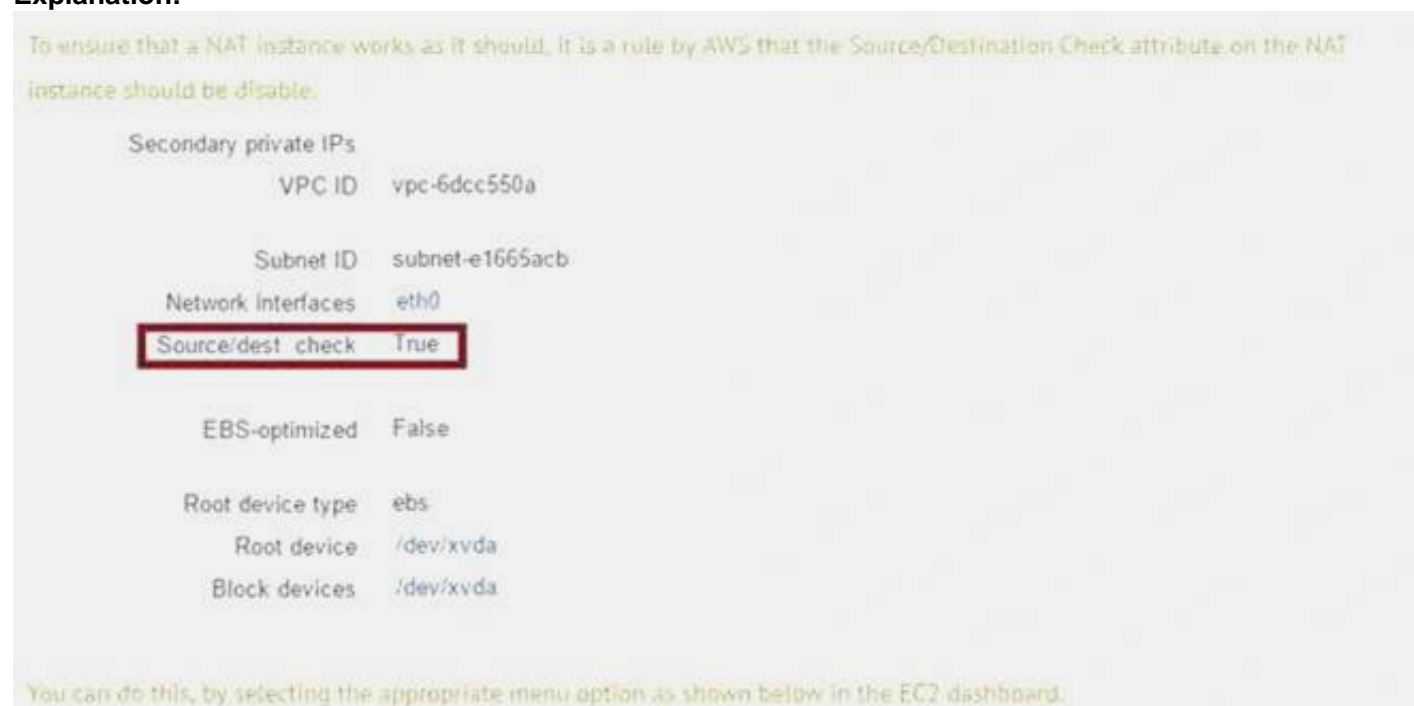 Explanation:
To ensure that a NAT instance works as it should, it is a rule by AWS that the Source/Destination Check attribute on the NAT
instance should be disable.
Secondary private IPs
VPC ID vpc-6dcc550a
Subnet ID subnet-e1665acb
Network interfaces eth0
Source/dest check True
EBS-optimized False
Root device type ebs
Root device /dev/xvda
Block devices /dev/xvda
You can do this, by selecting the appropriate menu option as shown below in the EC2 dashboard.